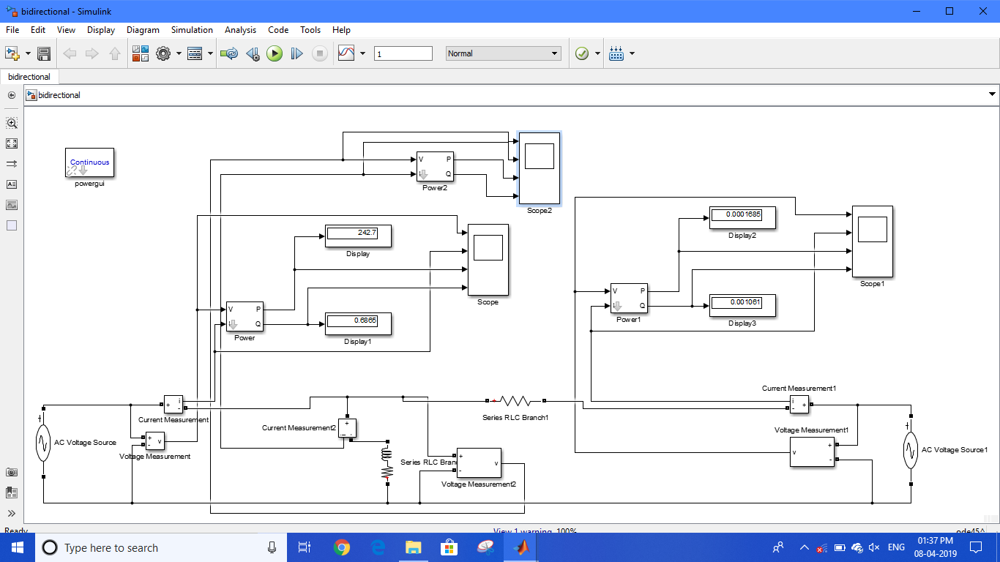 bidirectional - Simulink
File Edit View Display Diagram Simulation Analysis Code Tools Help
1 Normal
bidirectional
bidirectional
Continuous
powergui
V P
Q
Power2
Scope2
242.7
Display
Scope
V P
Q
Power
0.6865
Display1
0.0001685
Display2
Scope1
V P
Q
Power1
0.001061
Display3
+ i
-
Current Measurement
AC Voltage Source
+
- v
Voltage Measurement
Current Measurement2
+
Series RLC Branch1
Series RLC
+
- v
Voltage Measurement2
Current Measurement1
i
- +
Voltage Measurement1
+
v
-
AC Voltage Source1
Ready View 1 warning 100%
Type here to search
ENG
01:37 PM
08-04-2019